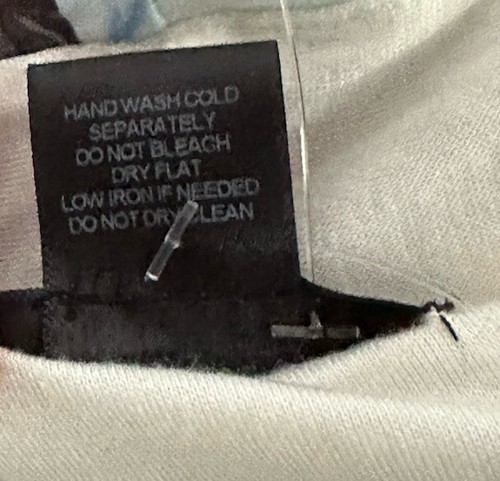 HAND WASH COLD
SEPARATELY
DO NOT BLEACH
DRY FLAT
LOW IRON IF NEEDED
DO NOT DRY CLEAN